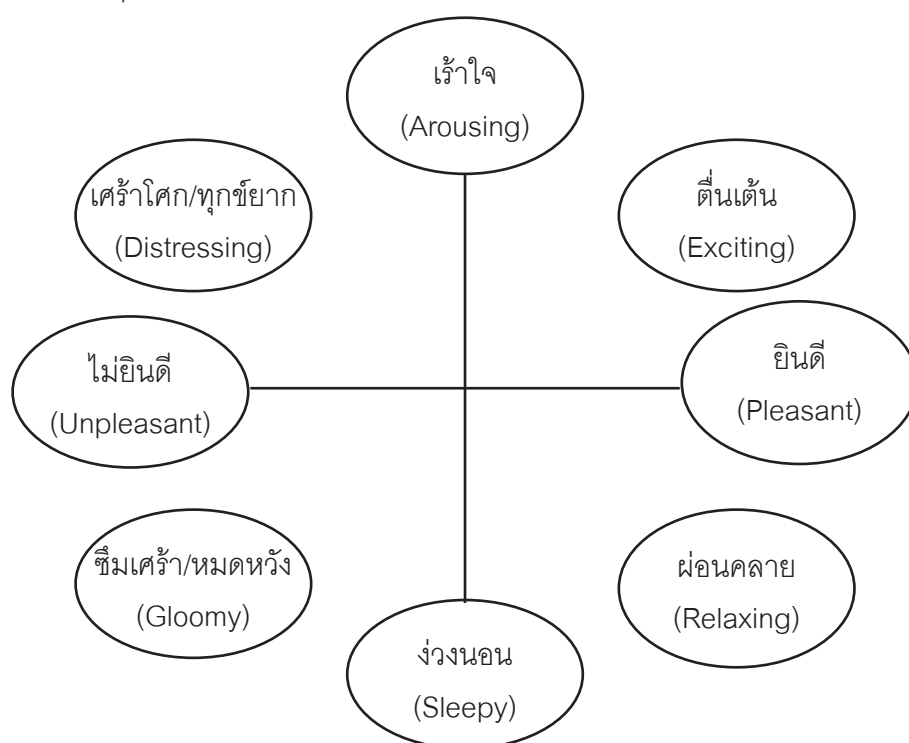 เร้าใจ
(Arousing)
เศร้าโศก/ทุกข์ยาก
(Distressing)
ตื่นเต้น
(Exciting)
ไม่ยินดี
(Unpleasant)
ยินดี
(Pleasant)
ซึมเศร้า/หมดหวัง
(Gloomy)
ผ่อนคลาย
(Relaxing)
ง่วงนอน
(Sleepy)